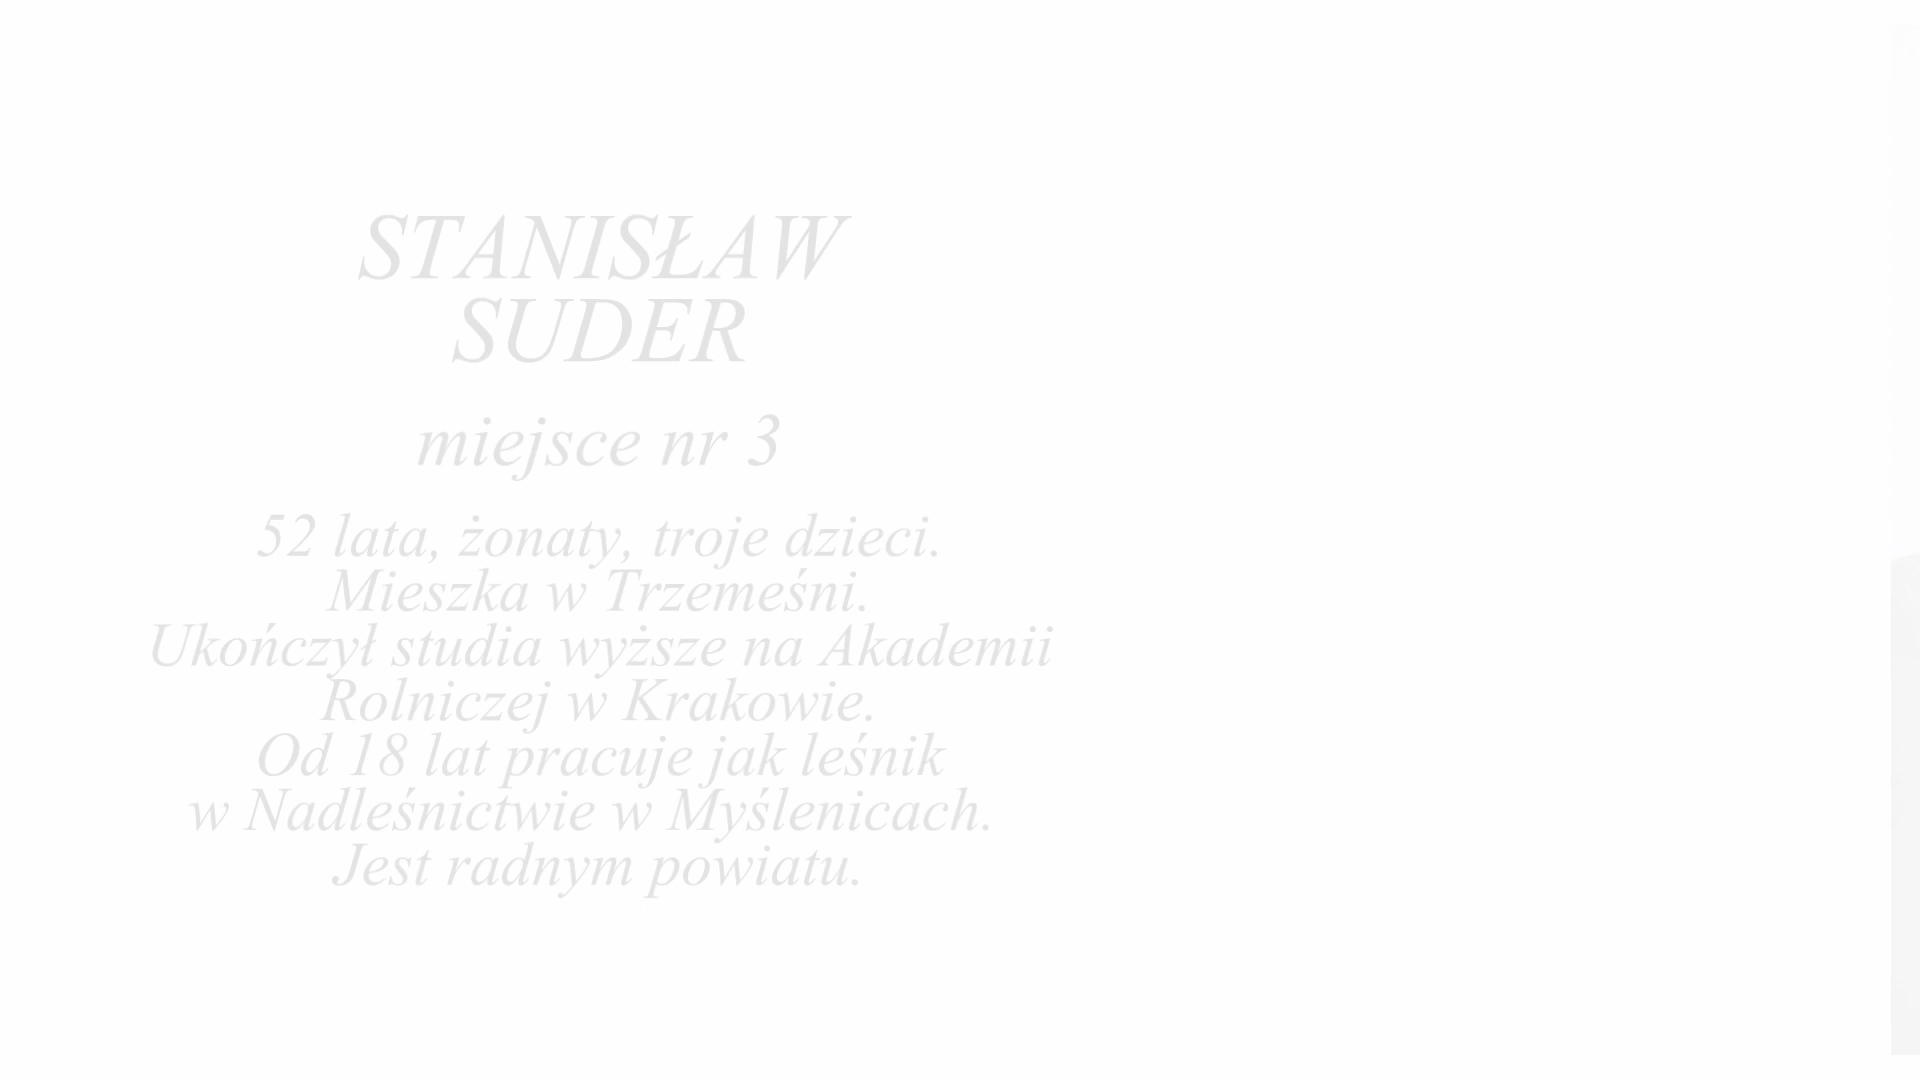 STANISŁAW
SUDER
miejsce nr 3
52 lata, żonaty, troje dzieci.
Mieszka w Trzemeśni.
Ukończył studia wyższe na Akademii
Rolniczej w Krakowie.
Od 18 lat pracuje jak leśnik
w Nadleśnictwie w Myślenicach.
Jest radnym powiatu.